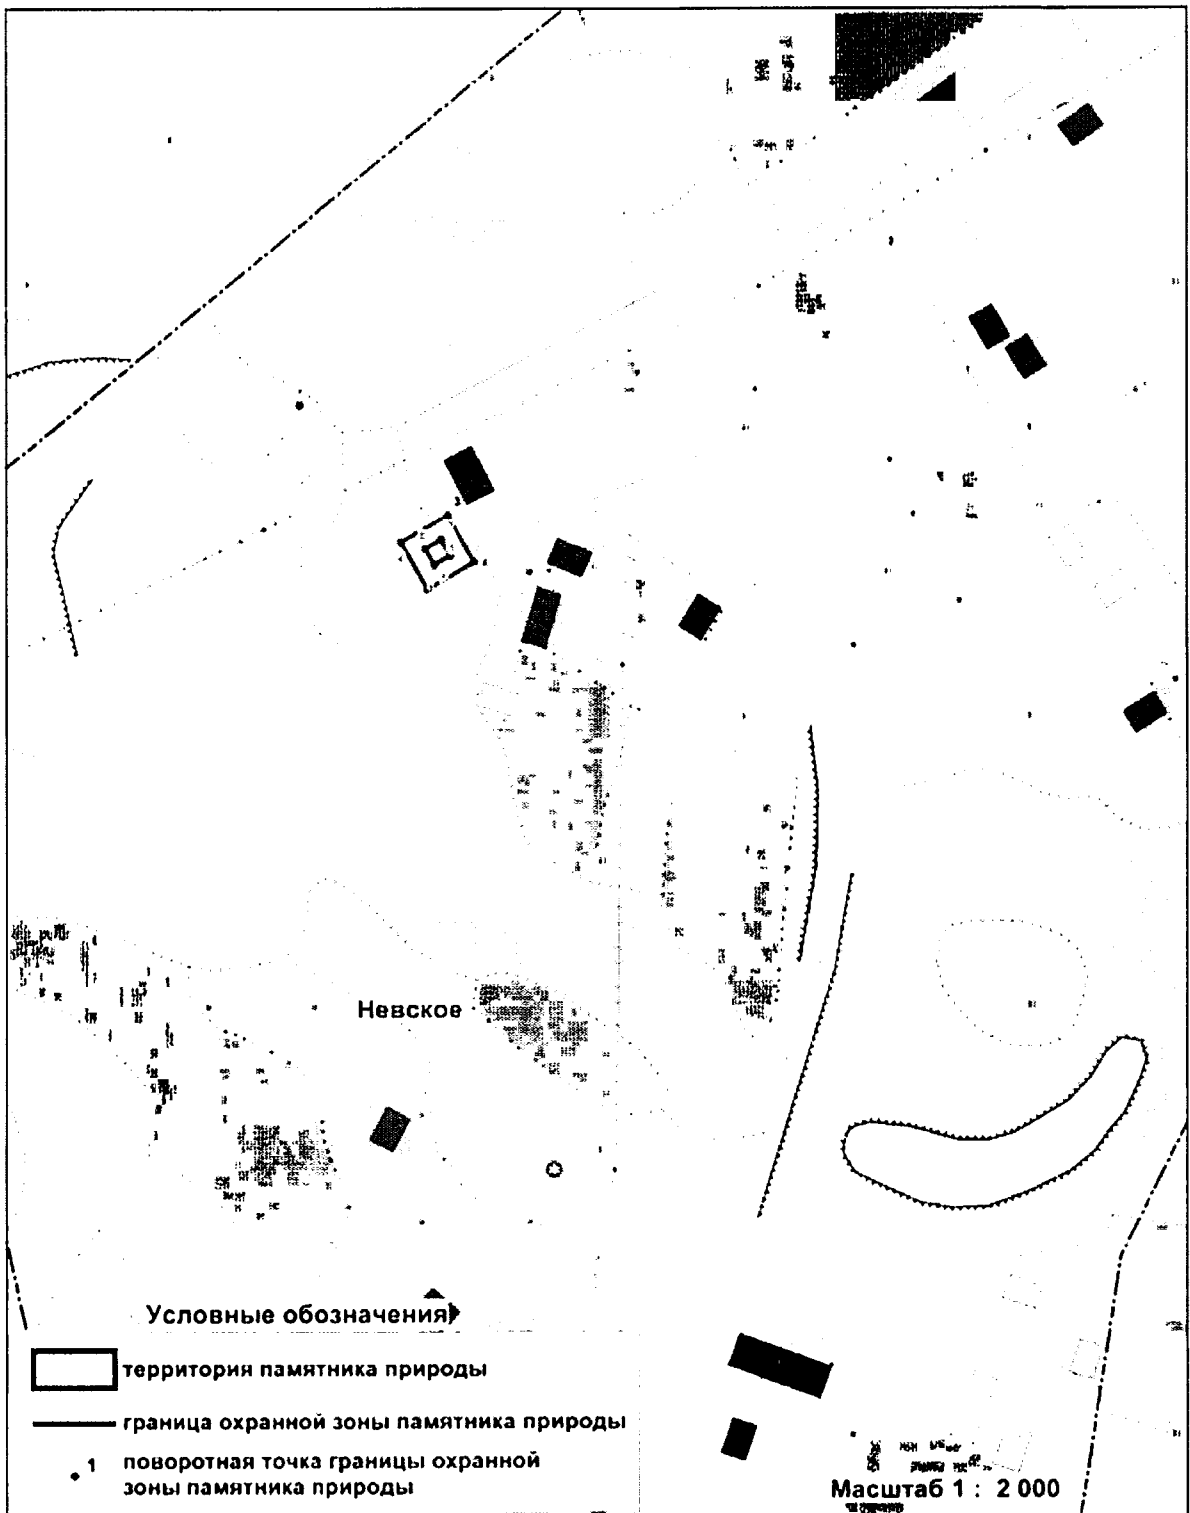 Невское
Условные обозначения
территория памятника природы
граница охранной зоны памятника природы
1 поворотная точка границы охранной
зоны памятника природы
Масштаб 1 : 2 000